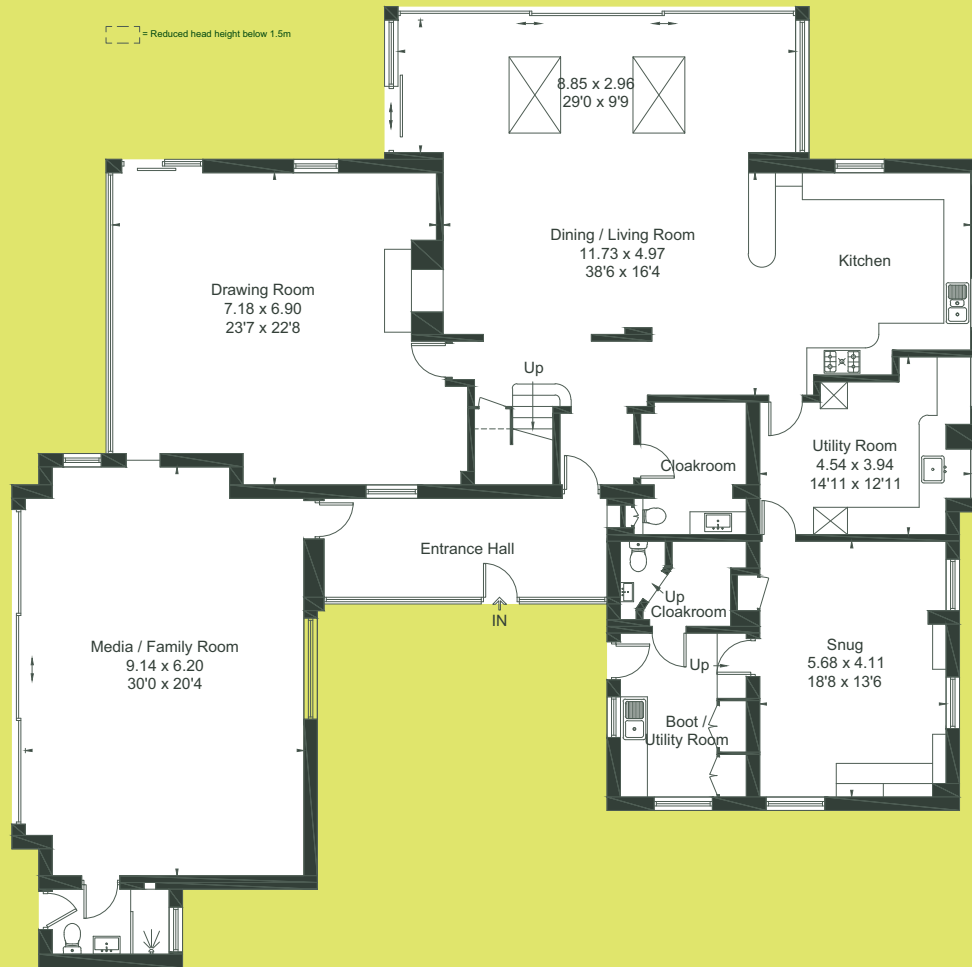 = Reduced head height below 1.5m
8.85 x 2.96
29'0 x 9'9
Dining / Living Room
11.73 x 4.97
38'6 x 16'4
Kitchen
Drawing Room
7.18 x 6.90
23'7 x 22'8
Up
Cloakroom
Utility Room
4.54 x 3.94
14'11 x 12'11
Entrance Hall
IN
Up
Cloakroom
Media / Family Room
9.14 x 6.20
30'0 x 20'4
Up
Snug
5.68 x 4.11
18'8 x 13'6
Boot /
Utility Room